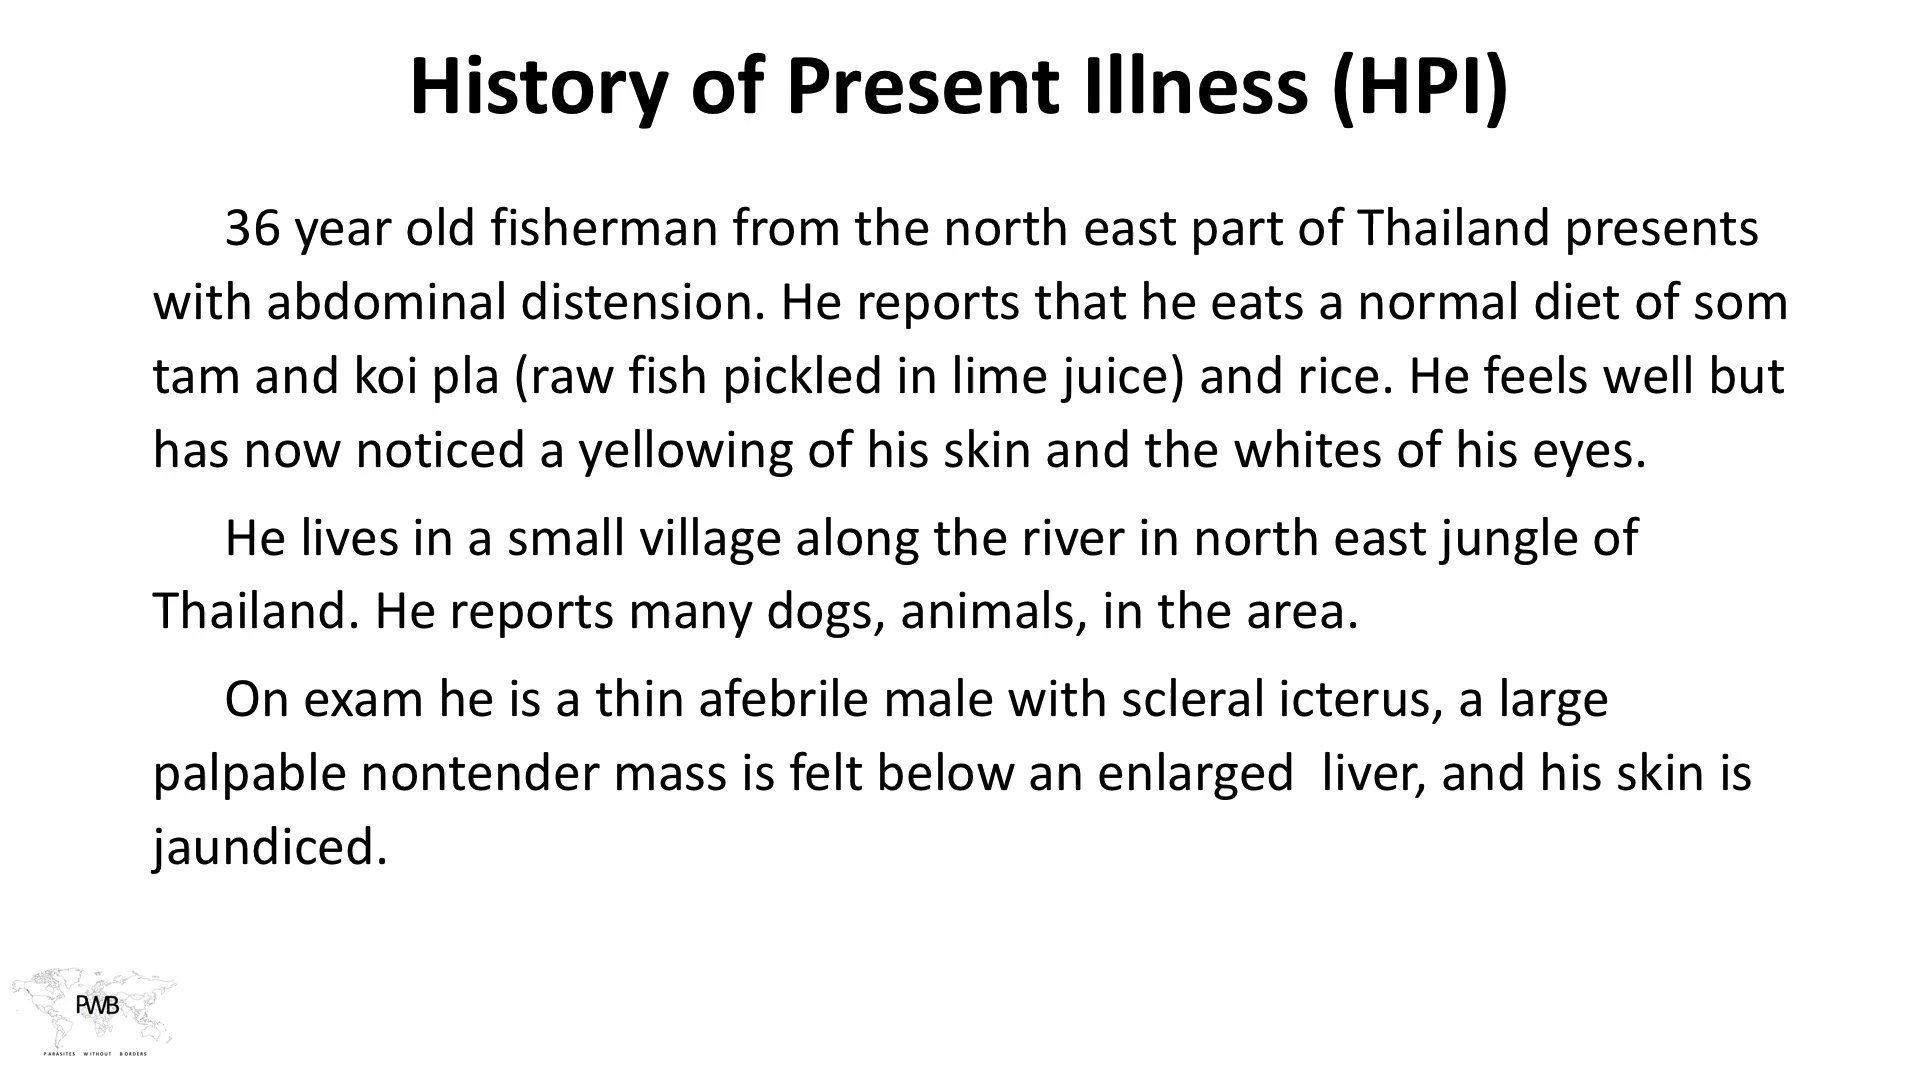 History of Present Illness (HPI)
36 year old fisherman from the north east part of Thailand presents
with abdominal distension. He reports that he eats a normal diet of som
tam and koi pla (raw fish pickled in lime juice) and rice. He feels well but
has now noticed a yellowing of his skin and the whites of his eyes.
He lives in a small village along the river in north east jungle of
Thailand. He reports many dogs, animals, in the area.
On exam he is a thin afebrile male with scleral icterus, a large
palpable nontender mass is felt below an enlarged  liver, and his skin is
jaundiced.
PWB
PARASITES WITHOUT BORDERS